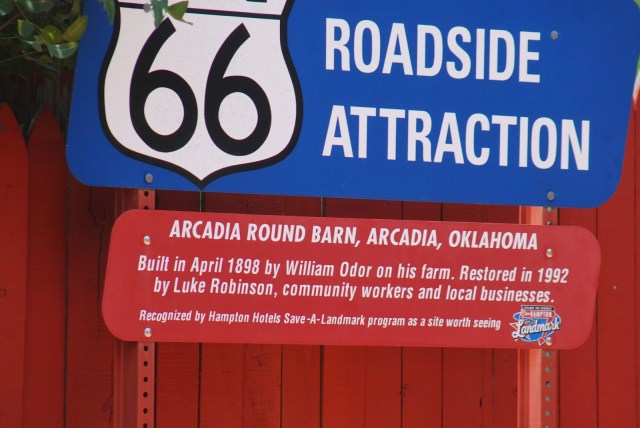 66
ROADSIDE
ATTRACTION
ARCADIA ROUND BARN, ARCADIA, OKLAHOMA
Built in April 1898 by William Odor on his farm. Restored in 1992
by Luke Robinson, community workers and local businesses.
Recognized by Hampton Hotels Save-A-Landmark program as a site worth seeing
HAMPTON
Landmark